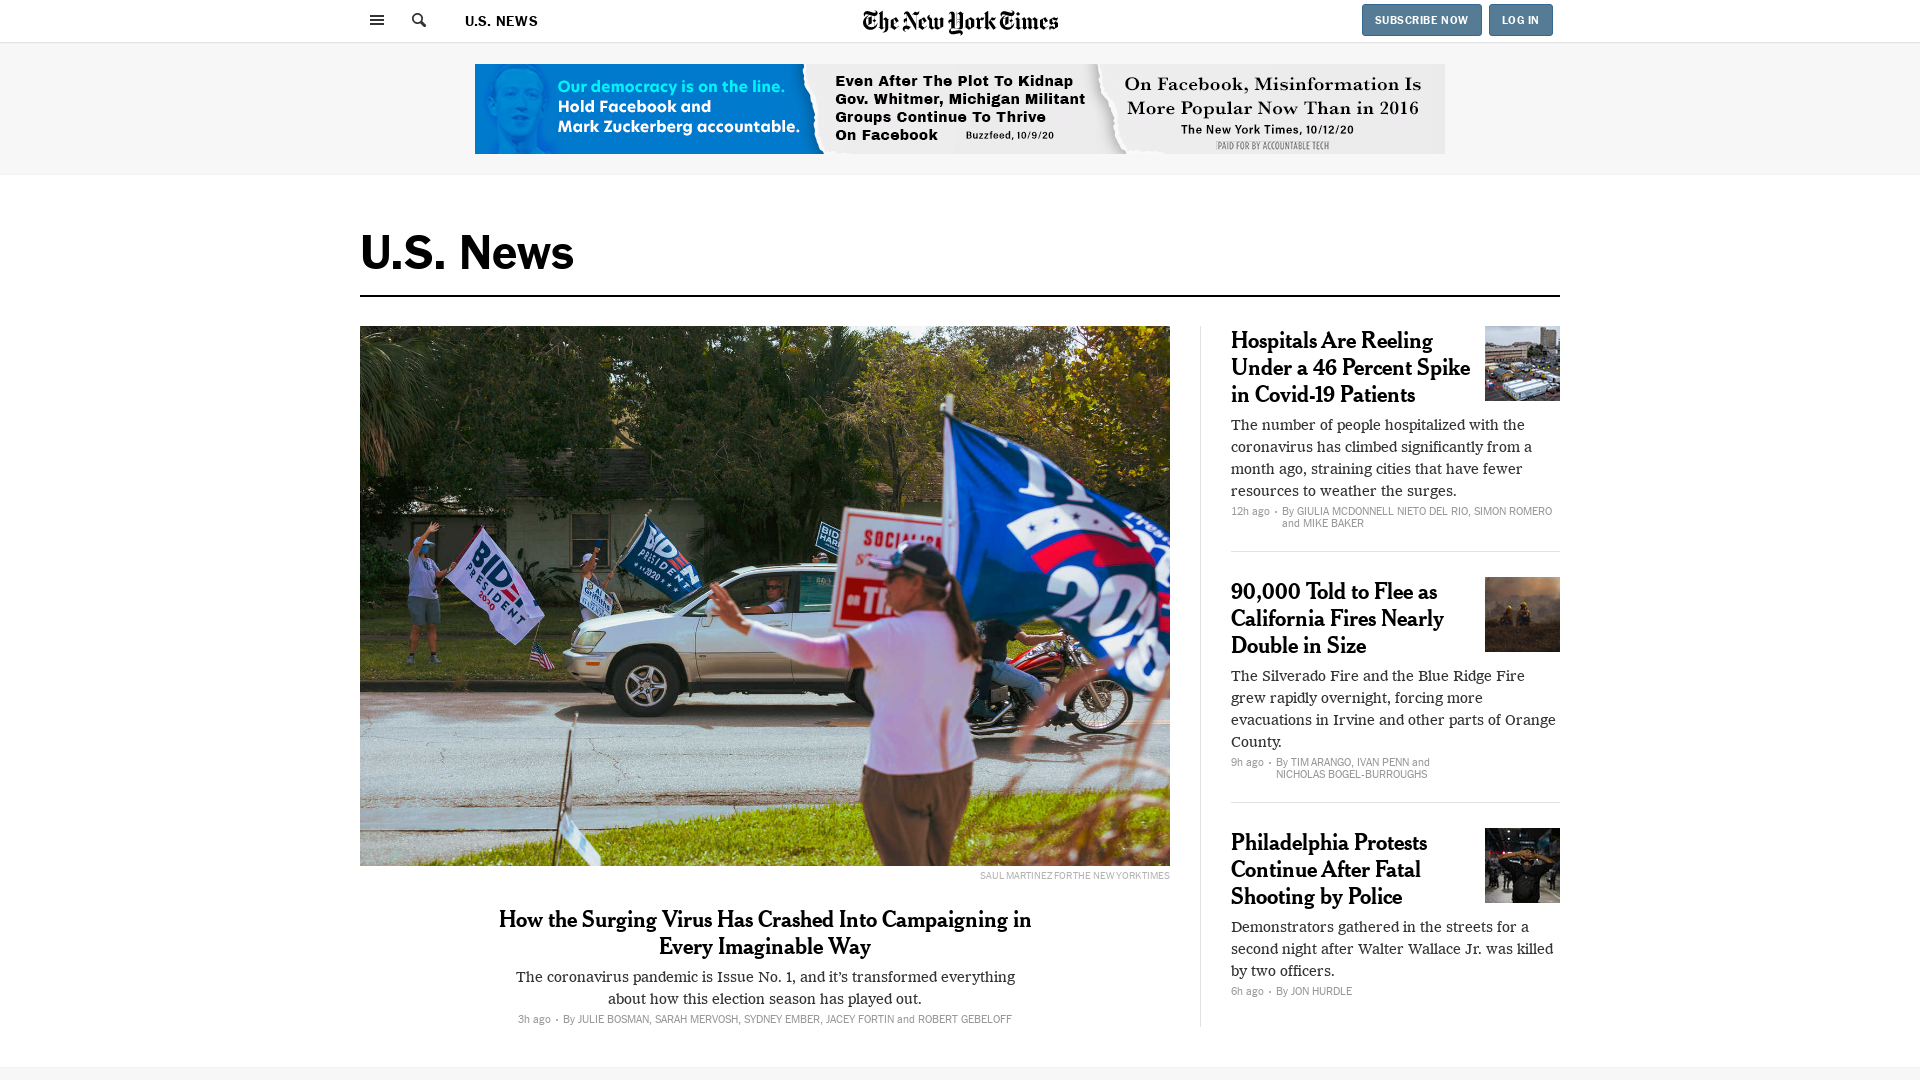 U.S. NEWS
The New York Times
SUBSCRIBE NOW
LOG IN
Our democracy is on the line.
Hold Facebook and
Mark Zuckerberg accountable.
Even After The Plot To Kidnap
Gov. Whitmer, Michigan Militant
Groups Continue To Thrive
On Facebook Buzzfeed, 10/9/20
On Facebook, Misinformation Is
More Popular Now Than in 2016
The New York Times, 10/12/20
PAID FOR BY ACCOUNTABLE TECH
U.S. News
BIDEN
PRESIDENT
2020
BIDEN
PRESIDENT
2020
SOCIALISM
SAUL MARTINEZ FOR THE NEW YORK TIMES
How the Surging Virus Has Crashed Into Campaigning in
Every Imaginable Way
The coronavirus pandemic is Issue No. 1, and it’s transformed everything
about how this election season has played out.
3h ago • By JULIE BOSMAN, SARAH MERVOSH, SYDNEY EMBER, JACEY FORTIN and ROBERT GEBELOFF
Hospitals Are Reeling
Under a 46 Percent Spike
in Covid-19 Patients
The number of people hospitalized with the
coronavirus has climbed significantly from a
month ago, straining cities that have fewer
resources to weather the surges.
12h ago • By GIULIA MCDONNELL NIETO DEL RIO, SIMON ROMERO
and MIKE BAKER
90,000 Told to Flee as
California Fires Nearly
Double in Size
The Silverado Fire and the Blue Ridge Fire
grew rapidly overnight, forcing more
evacuations in Irvine and other parts of Orange
County.
9h ago • By TIM ARANGO, IVAN PENN and
NICHOLAS BOGEL-BURROUGHS
Philadelphia Protests
Continue After Fatal
Shooting by Police
Demonstrators gathered in the streets for a
second night after Walter Wallace Jr. was killed
by two officers.
6h ago • By JON HURDLE